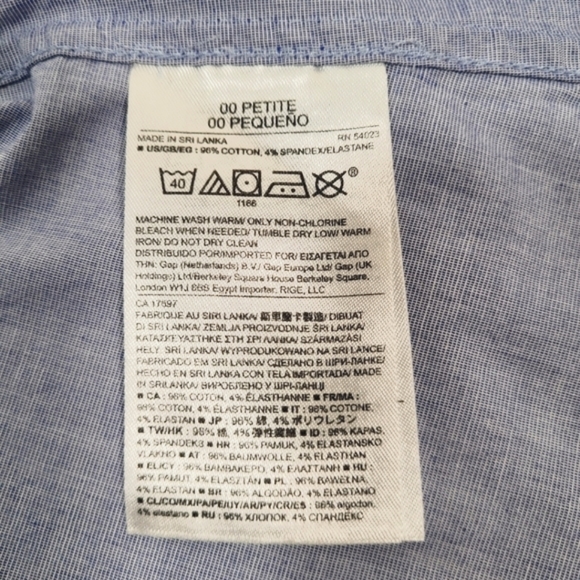 00 PETITE
00 PEQUEÑO
MADE IN SRI LANKA RN 54023
■ US/GB/EG : 96% COTTON, 4% SPANDEX/ELASTANE
40
®
1166
MACHINE WASH WARM/ ONLY NON-CHLORINE
BLEACH WHEN NEEDED/ TUMBLE DRY LOW/ WARM
IRON/ DO NOT DRY CLEAN
DISTRIBUIDO POR/IMPORTED FOR/ ΕΙΣΑΓΕΤΑΙ ΑΠΟ
ΤΗΝ: Gap (Netherlands) B.V./ Gap Europe Ltd/ Gap (UK
Holdings) Ltd/Berkeley Square House Berkeley Square,
London W1J 6BS Egypt Importer: RIGE, LLC
CA 17597
FABRIQUE AU SRI LANKA/ 斯里蘭卡製造/ DIBUAT
DI SRI LANKA/ ZEMLJA PROIZVODNJE ŠRI LANKA/
ΚΑΤΑΣΚΕΥΑΣΤΗΚΕ ΣΤΗ ΣΡΙ ΛΑΝΚΑ/ SZÁRMAZÁSI
HELY: SRÍ LANKA/ WYPRODUKOWANO NA SRI LANCE/
FABRICADO EM SRI LANKA/ СДЕЛАНО В ШРИ-ЛАНКЕ/
HECHO EN SRI LANKA CON TELA IMPORTADA/ MADE
IN SRI LANKA/ ВИРОБЛЕНО У ШРІ-ЛАНЦІ
■ CA : 96% COTON, 4% ÉLASTHANNE ■ FR/MA :
96% COTON, 4% ÉLASTHANNE ■ IT : 96% COTONE,
4% ELASTAN ■ JP : 96% 綿, 4% ポリウレタン
■ TW/HK : 96% 綿, 4% 彈性纖維 ■ ID : 96% KAPAS,
4% SPANDEKS ■ HR : 96% PAMUK, 4% ELASTANSKO
VLAKNO ■ AT : 96% BAUMWOLLE, 4% ELASTHAN
■ EL/CY : 96% ΒΑΜΒΑΚΕΡΟ, 4% ΕΛΑΣΤΑΝΗ ■ HU :
96% PAMUT, 4% ELASZTÁN ■ PL : 96% BAWEŁNA,
4% ELASTAN ■ BR : 96% ALGODÃO, 4% ELASTANO
■ CL/CO/MX/PA/PE/UY/AR/PY/CR/ES : 96% algodon,
4% elastano ■ RU : 96% ХЛОПОК, 4% СПАНДЕКС